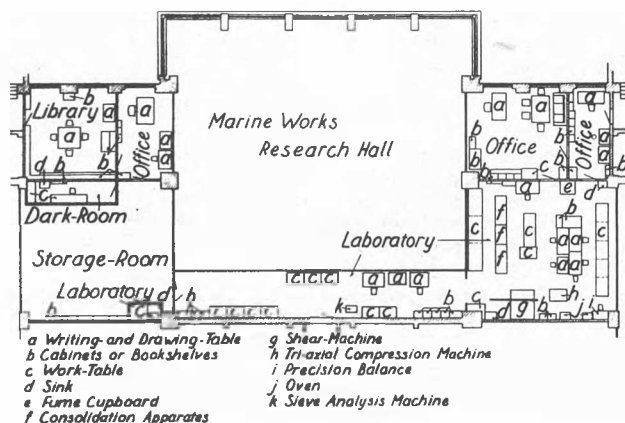 Library
b
a
a
b
d
b
c
Dark-Room
Office
a
a
a
Marine Works
Research Hall
Office
a
a
b
b
b
b
c
Office
g
a
a
b
d
a
e
Storage-Room
Laboratory
d
h
h
c
Laboratory
c c c
a a a
k
c c
b
c
f
f
f
c
c
c
c
b
a a
a a
h
d
g
b
i
j
a Writing- and Drawing-Table
b Cabinets or Bookshelves
c Work-Table
d Sink
e Fume Cupboard
f Consolidation Apparates
g Shear-Machine
h Tri-axial Compression Machine
i Precision Balance
j Oven
k Sieve Analysis Machine